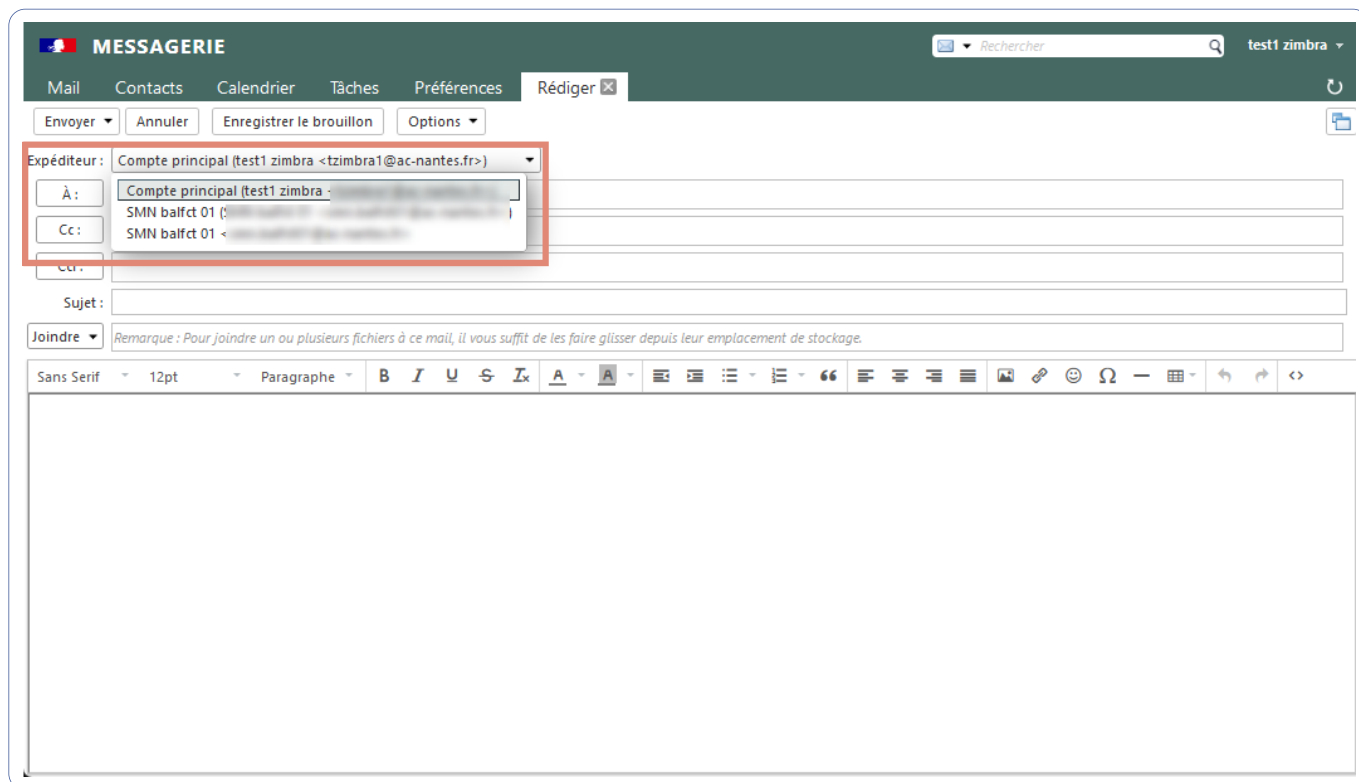 MESSAGERIE
Rechercher
test1 zimbra
Mail Contacts Calendrier Tâches Préférences Rédiger
Envoyer Annuler Enregistrer le brouillon Options
Expéditeur : Compte principal (test1 zimbra <tzimbra1@ac-nantes.fr>)
À : Compte principal (test1 zimbra
SMN balfct 01 (
Cc : SMN balfct 01 <
Sujet :
Joindre Remarque : Pour joindre un ou plusieurs fichiers à ce mail, il vous suffit de les faire glisser depuis leur emplacement de stockage.
Sans Serif 12pt Paragraphe B I U S Ix A A Ω <>